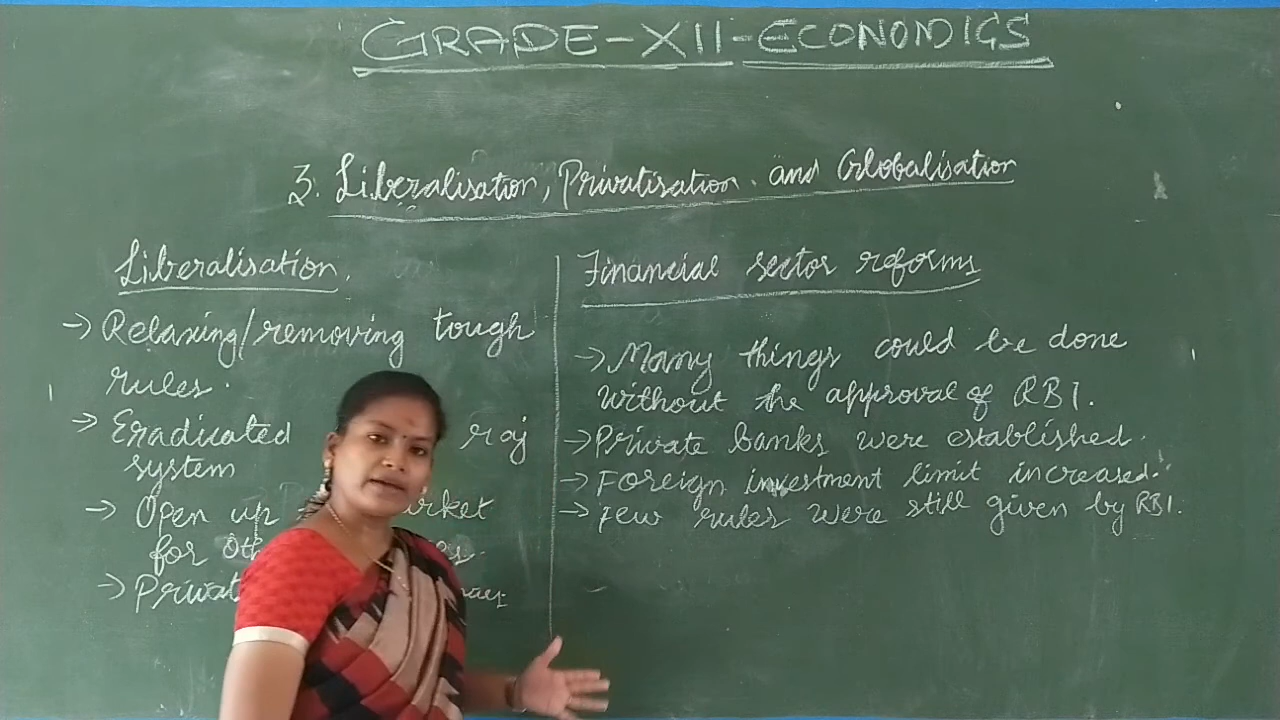 GRADE-XII-ECONOMICS
3. Liberalisation, Privatisation. and Globalisation
Liberalisation.
→ Relaxing/removing tough
rules.
→ Eradicated raj
system
→ Open up
for
→
Financial sector reforms
→ Many things could be done
without the approval of RBI.
→ Private banks were established.
→ Foreign investment limit increased.
→ Few rules were still given by RBI.